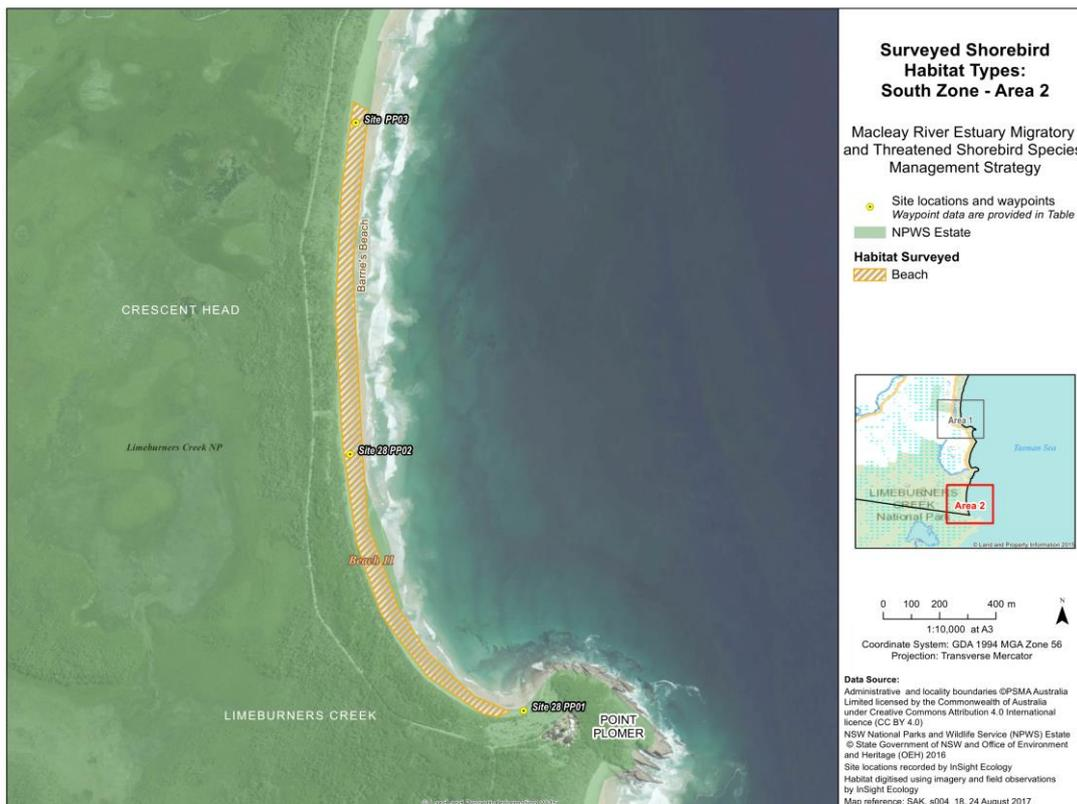 Surveyed Shorebird
Habitat Types:
South Zone - Area 2
Macleay River Estuary Migratory
and Threatened Shorebird Species
Management Strategy
Site locations and waypoints
Waypoint data are provided in Table
NPWS Estate
Habitat Surveyed
Beach
Site PP03
Barrie's Beach
CRESCENT HEAD
Limeburners Creek NP
Site 28 PP02
Beach 11
LIMEBURNERS CREEK
Site 28 PP01
POINT
PLOMER
Area 1
Tasman Sea
LIMEBURNERS
CREEK
National Park
Area 2
© Land and Property Information 2015
0 100 200 400 m
N
1:10,000 at A3
Coordinate System: GDA 1994 MGA Zone 56
Projection: Transverse Mercator
Data Source:
Administrative and locality boundaries ©PSMA Australia
Limited licensed by the Commonwealth of Australia
under Creative Commons Attribution 4.0 International
licence (CC BY 4.0)
NSW National Parks and Wildlife Service (NPWS) Estate
© State Government of NSW and Office of Environment
and Heritage (OEH) 2016
Site locations recorded by InSight Ecology
Habitat digitised using imagery and field observations
by InSight Ecology
Map reference: SAK_s004_18, 24 August 2017